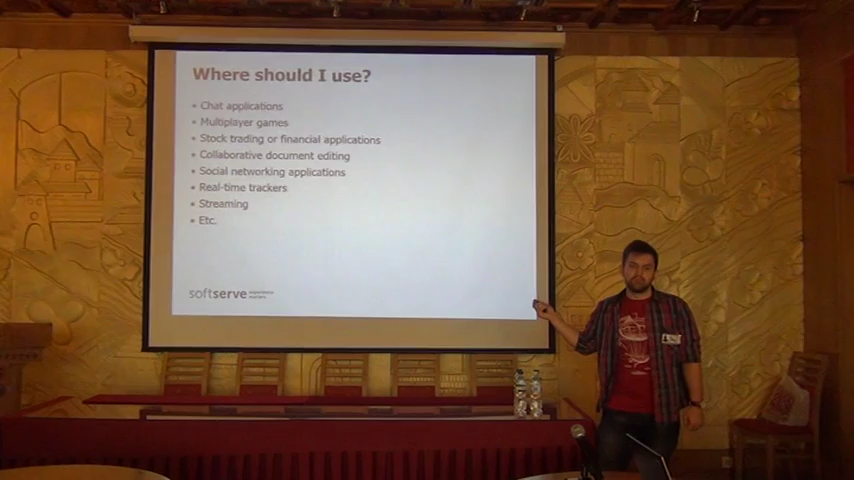 Where should I use?
• Chat applications
• Multiplayer games
• Stock trading or financial applications
• Collaborative document editing
• Social networking applications
• Real-time trackers
• Streaming
• Etc.
softserve